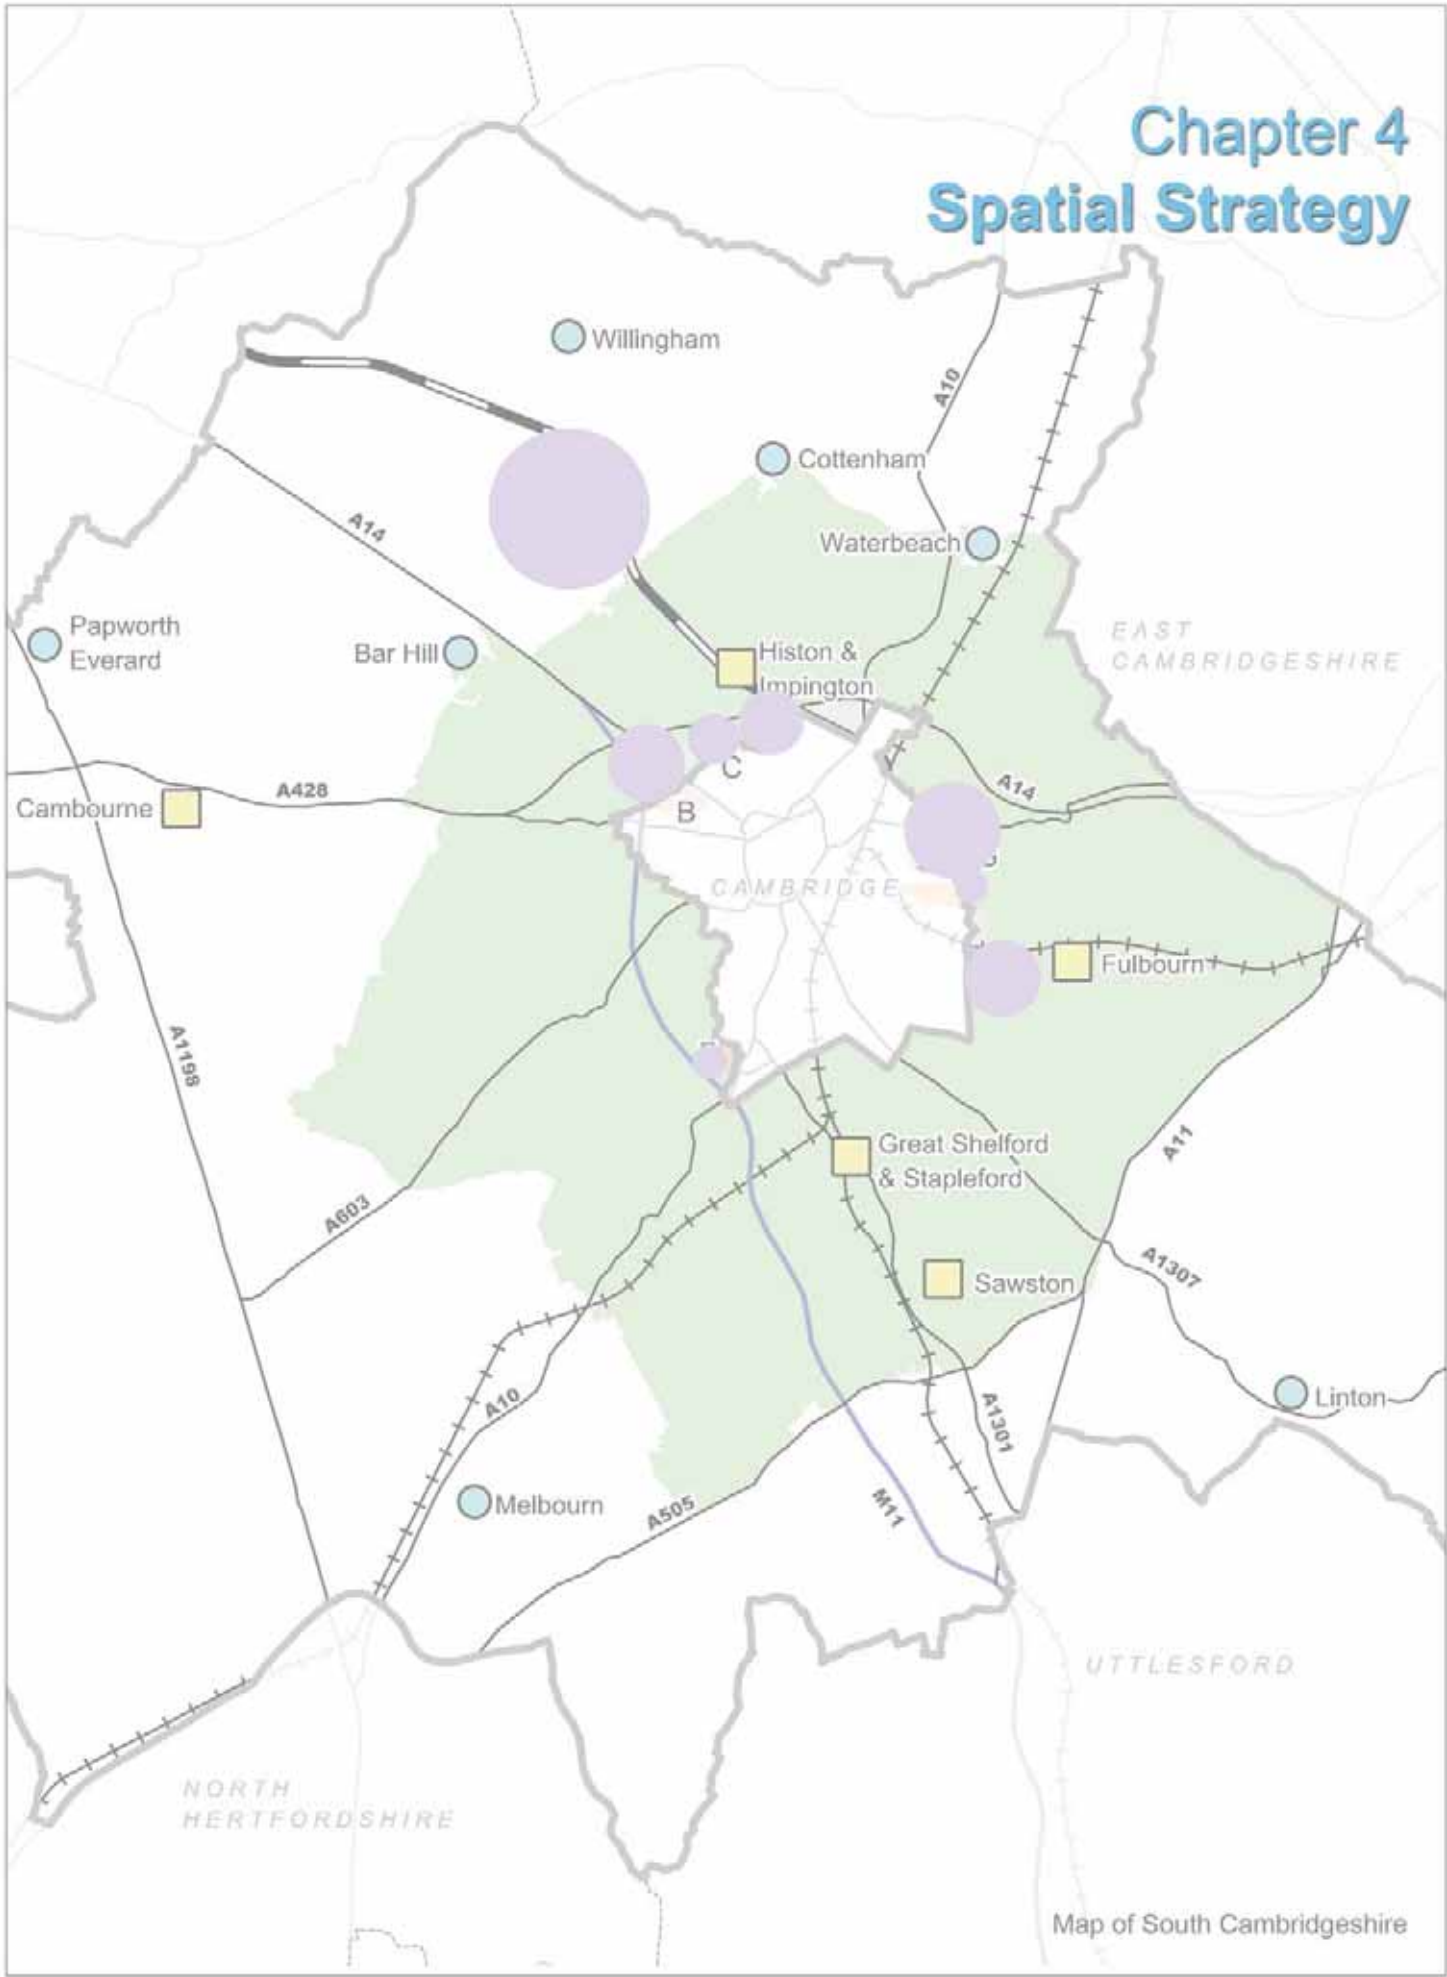 Chapter 4
Spatial Strategy
Willingham
A10
Cottenham
A14
Waterbeach
Papworth
Everard
Bar Hill
Histon &
Impington
EAST
CAMBRIDGESHIRE
C
A428
A14
Cambourne
B
CAMBRIDGE
Fulbourn
A1198
Great Shelford
& Stapleford
A11
A603
A1307
Sawston
A10
Linton
A1301
Melbourn
A505
M11
UTTLESFORD
NORTH
HERTFORDSHIRE
Map of South Cambridgeshire